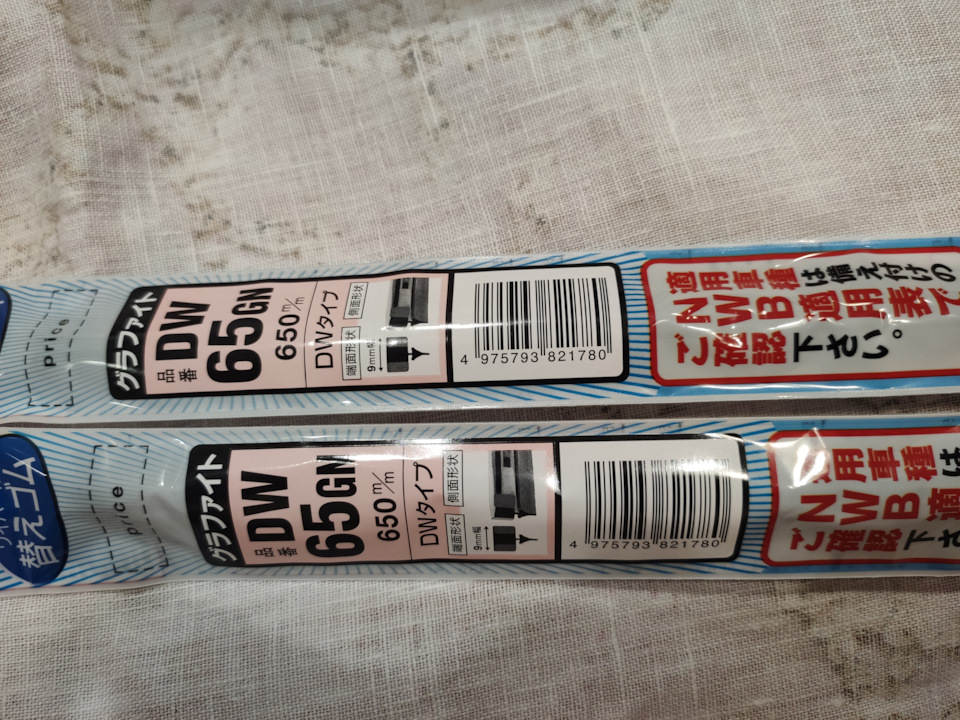 price
グラファイト
品番 DW
65GN
650m/m
DWタイプ
端面形状 側面形状
9mm幅
4 975793 821780
適用車種は備え付けの
NWB適用表で
ご確認下さい。
替えゴム
price
グラファイト
品番 DW
65GN
650m/m
DWタイプ
端面形状 側面形状
9mm幅
4 975793 821780
適用車種は
NWB適
ご確認下さ